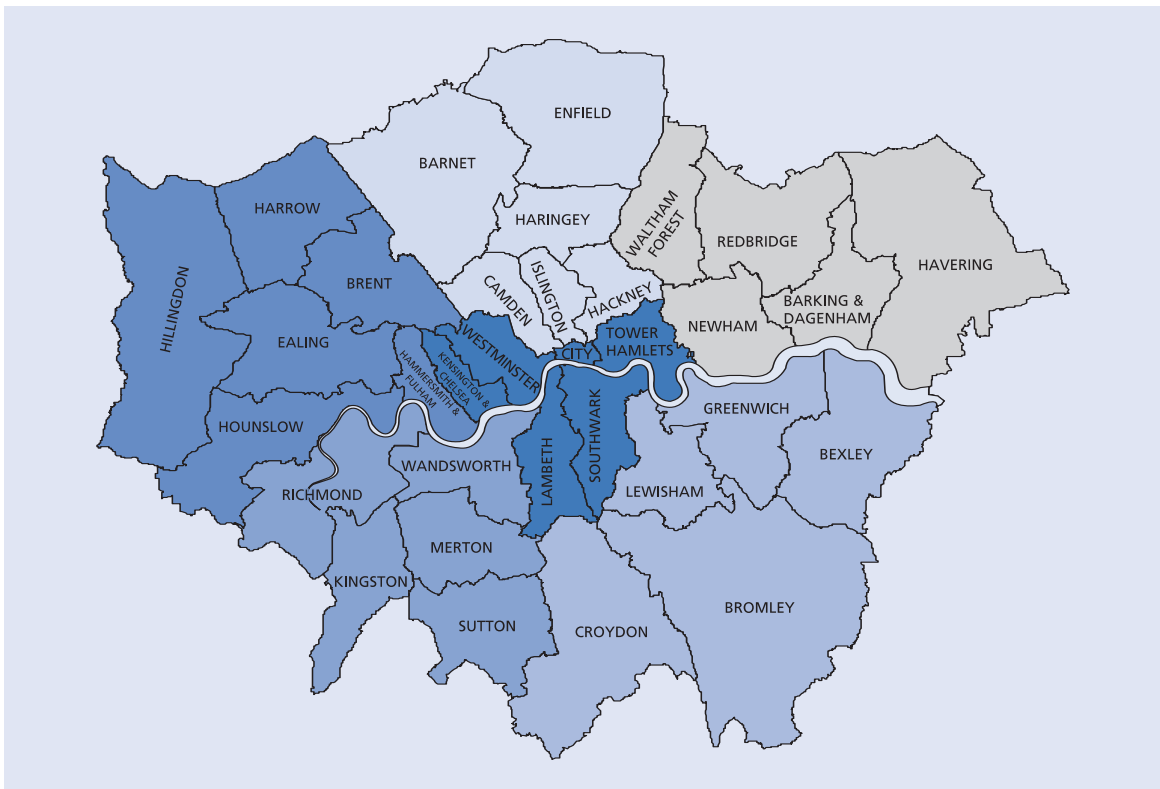 ENFIELD
BARNET
HARROW
HARINGEY
WALTHAM
FOREST
REDBRIDGE
HAVERING
HILLINGDON
BRENT
CAMDEN
ISLINGTON
HACKNEY
EALING
NEWHAM
BARKING &
DAGENHAM
WESTMINSTER
CITY
TOWER
HAMLETS
HAMMERSMITH &
FULHAM
KENSINGTON &
CHELSEA
HOUNSLOW
GREENWICH
BEXLEY
RICHMOND
WANDSWORTH
LAMBETH
SOUTHWARK
LEWISHAM
MERTON
KINGSTON
SUTTON
CROYDON
BROMLEY